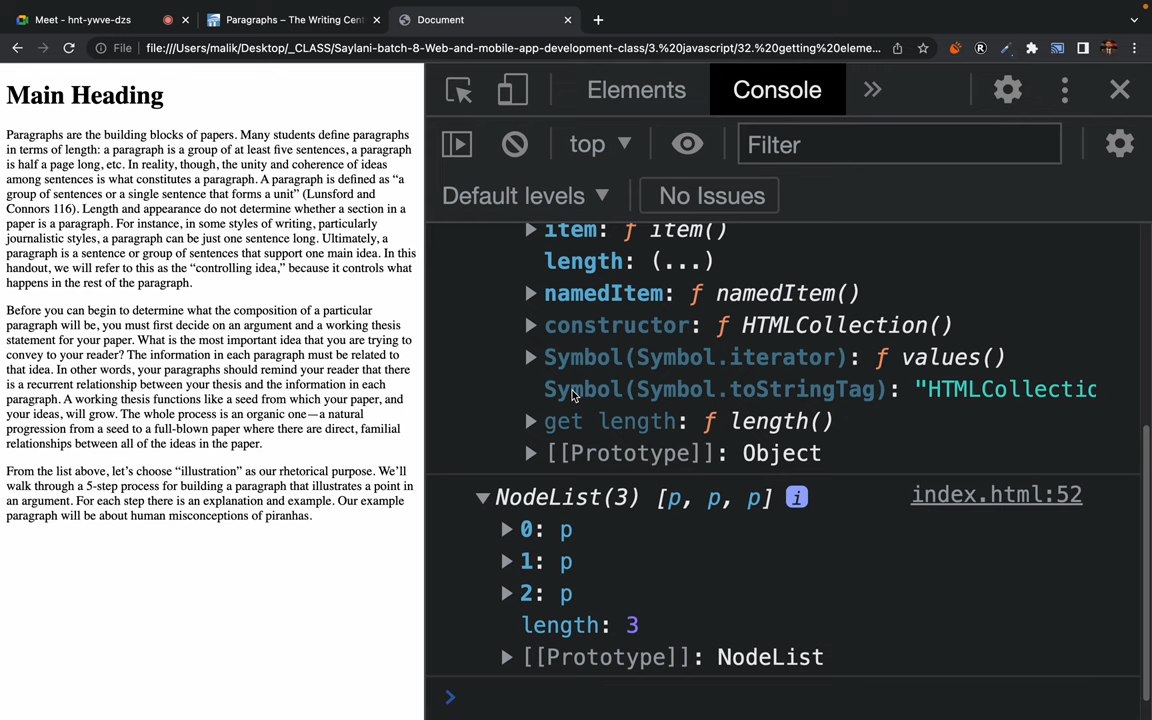 Meet - hnt-ywve-dzs
Paragraphs – The Writing Cent
Document
File
file:///Users/malik/Desktop/_CLASS/Saylani-batch-8-Web-and-mobile-app-development-class/3.%20javascript/32.%20getting%20eleme...
Main Heading
Paragraphs are the building blocks of papers. Many students define paragraphs
in terms of length: a paragraph is a group of at least five sentences, a paragraph
is half a page long, etc. In reality, though, the unity and coherence of ideas
among sentences is what constitutes a paragraph. A paragraph is defined as “a
group of sentences or a single sentence that forms a unit” (Lunsford and
Connors 116). Length and appearance do not determine whether a section in a
paper is a paragraph. For instance, in some styles of writing, particularly
journalistic styles, a paragraph can be just one sentence long. Ultimately, a
paragraph is a sentence or group of sentences that support one main idea. In this
handout, we will refer to this as the “controlling idea,” because it controls what
happens in the rest of the paragraph.
Before you can begin to determine what the composition of a particular
paragraph will be, you must first decide on an argument and a working thesis
statement for your paper. What is the most important idea that you are trying to
convey to your reader? The information in each paragraph must be related to
that idea. In other words, your paragraphs should remind your reader that there
is a recurrent relationship between your thesis and the information in each
paragraph. A working thesis functions like a seed from which your paper, and
your ideas, will grow. The whole process is an organic one—a natural
progression from a seed to a full-blown paper where there are direct, familial
relationships between all of the ideas in the paper.
From the list above, let’s choose “illustration” as our rhetorical purpose. We’ll
walk through a 5-step process for building a paragraph that illustrates a point in
an argument. For each step there is an explanation and example. Our example
paragraph will be about human misconceptions of piranhas.
Elements
Console
top
Filter
Default levels
No Issues
item: ƒ item()
length: (...)
namedItem: ƒ namedItem()
constructor: ƒ HTMLCollection()
Symbol(Symbol.iterator): ƒ values()
Symbol(Symbol.toStringTag): "HTMLCollectic
get length: ƒ length()
[[Prototype]]: Object
NodeList(3) [p, p, p] i
index.html:52
0: p
1: p
2: p
length: 3
[[Prototype]]: NodeList